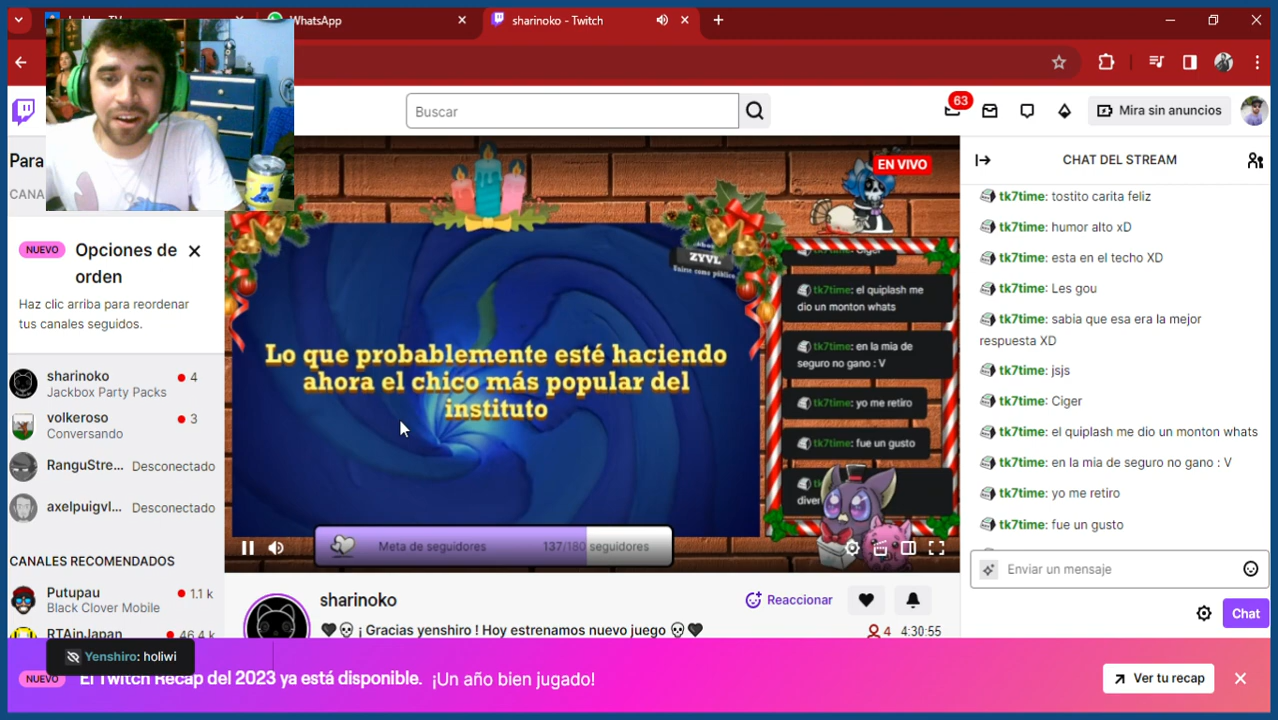 WhatsApp
sharinoko - Twitch
Buscar
63
Mira sin anuncios
Para
CANA
NUEVO
Opciones de
orden
Haz clic arriba para reordenar
tus canales seguidos.
sharinoko
4
Jackbox Party Packs
volkeroso
3
Conversando
RanguStre...
Desconectado
axelpuigvl...
Desconectado
CANALES RECOMENDADOS
Putupau
1.1 k
Black Clover Mobile
RTAinJapan
46.4 k
EN VIVO
ZYVL
Lo que probablemente esté haciendo
ahora el chico más popular del
instituto
tk7time: el quiplash me
dio un monton whats
tk7time: en la mia de
seguro no gano : V
tk7time: yo me retiro
tk7time: fue un gusto
Meta de seguidores
137/180 seguidores
sharinoko
Reaccionar
¡ Gracias yenshiro ! Hoy estrenamos nuevo juego
4
4:30:55
CHAT DEL STREAM
tk7time: tostito carita feliz
tk7time: humor alto xD
tk7time: esta en el techo XD
tk7time: Les gou
tk7time: sabia que esa era la mejor
respuesta XD
tk7time: jsjs
tk7time: Ciger
tk7time: el quiplash me dio un monton whats
tk7time: en la mia de seguro no gano : V
tk7time: yo me retiro
tk7time: fue un gusto
Enviar un mensaje
Chat
Yenshiro: holiwi
NUEVO
El Twitch Recap del 2023 ya está disponible.
¡Un año bien jugado!
Ver tu recap